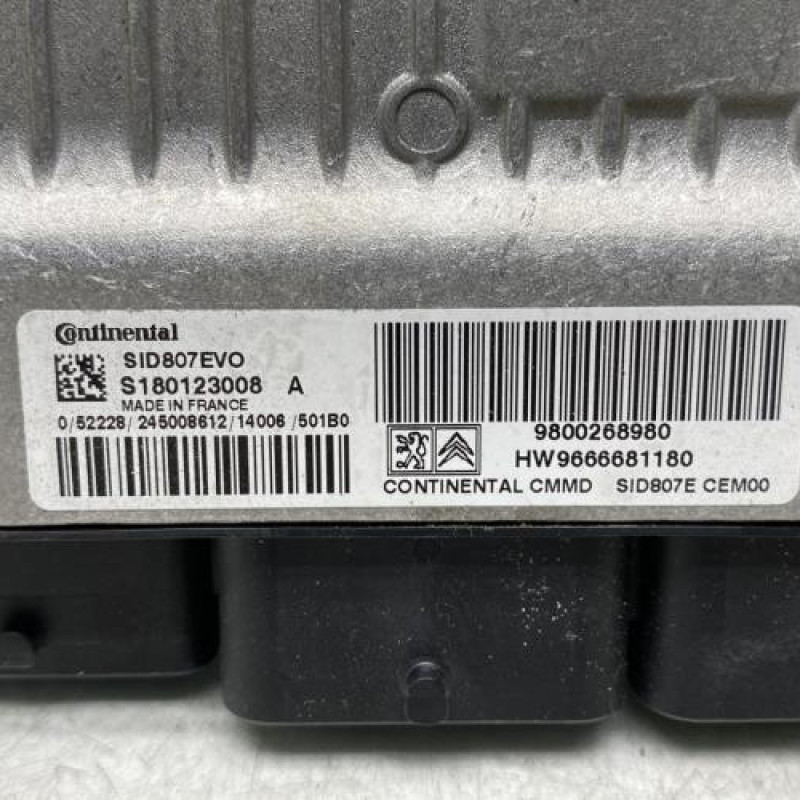 Continental
SID807EVO
S180123008 A
MADE IN FRANCE
0/52228/245008612/14006/501B0
9800268980
HW9666681180
CONTINENTAL CMMD SID807E CEM00